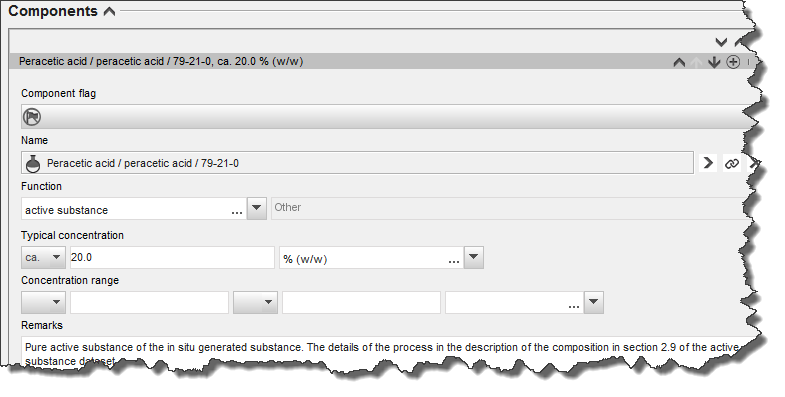 Components
Peracetic acid / peracetic acid / 79-21-0, ca. 20.0 % (w/w)
Component flag
Name
Peracetic acid / peracetic acid / 79-21-0
Function
active substance ... Other
Typical concentration
ca. 20.0 % (w/w) ...
Concentration range
...
Remarks
Pure active substance of the in situ generated substance. The details of the process in the description of the composition in section 2.9 of the active
substance dataset